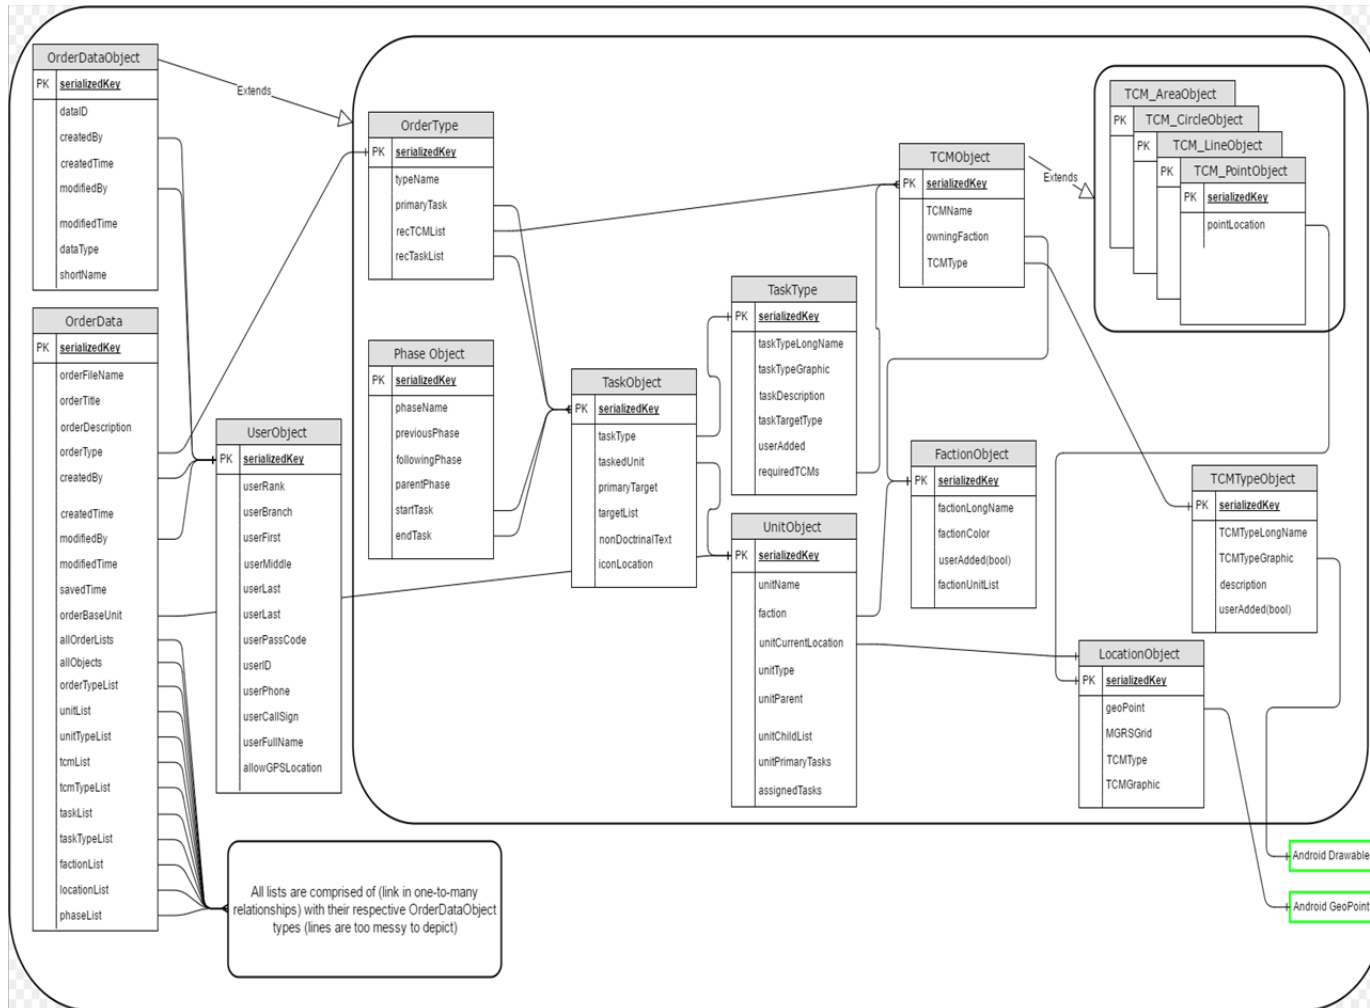 OrderDataObject
PK serializedKey
dataID
createdBy
createdTime
modifiedBy
modifiedTime
dataType
shortName
Extends
OrderData
PK serializedKey
orderFileName
orderTitle
orderDescription
orderType
createdBy
createdTime
modifiedBy
modifiedTime
savedTime
orderBaseUnit
allOrderLists
allObjects
orderTypeList
unitList
unitTypeList
tcmList
tcmTypeList
taskList
taskTypeList
factionList
locationList
phaseList
UserObject
PK serializedKey
userRank
userBranch
userFirst
userMiddle
userLast
userLast
userPassCode
userID
userPhone
userCallSign
userFullName
allowGPSLocation
All lists are comprised of (link in one-to-many
relationships) with their respective OrderDataObject
types (lines are too messy to depict)
OrderType
PK serializedKey
typeName
primaryTask
recTCMList
recTaskList
Phase Object
PK serializedKey
phaseName
previousPhase
followingPhase
parentPhase
startTask
endTask
TaskObject
PK serializedKey
taskType
taskedUnit
primaryTarget
targetList
nonDoctrinalText
iconLocation
TaskType
PK serializedKey
taskTypeLongName
taskTypeGraphic
taskDescription
taskTargetType
userAdded
requiredTCMs
UnitObject
PK serializedKey
unitName
faction
unitCurrentLocation
unitType
unitParent
unitChildList
unitPrimaryTasks
assignedTasks
TCMObject
PK serializedKey
TCMName
owningFaction
TCMType
Extends
FactionObject
PK serializedKey
factionLongName
factionColor
userAdded(bool)
factionUnitList
TCM_AreaObject
PK
TCM_CircleObject
PK
TCM_LineObject
PK
TCM_PointObject
PK serializedKey
pointLocation
TCMTypeObject
PK serializedKey
TCMTypeLongName
TCMTypeGraphic
description
userAdded(bool)
LocationObject
PK serializedKey
geoPoint
MGRSGrid
TCMType
TCMGraphic
Android Drawable
Android GeoPoint